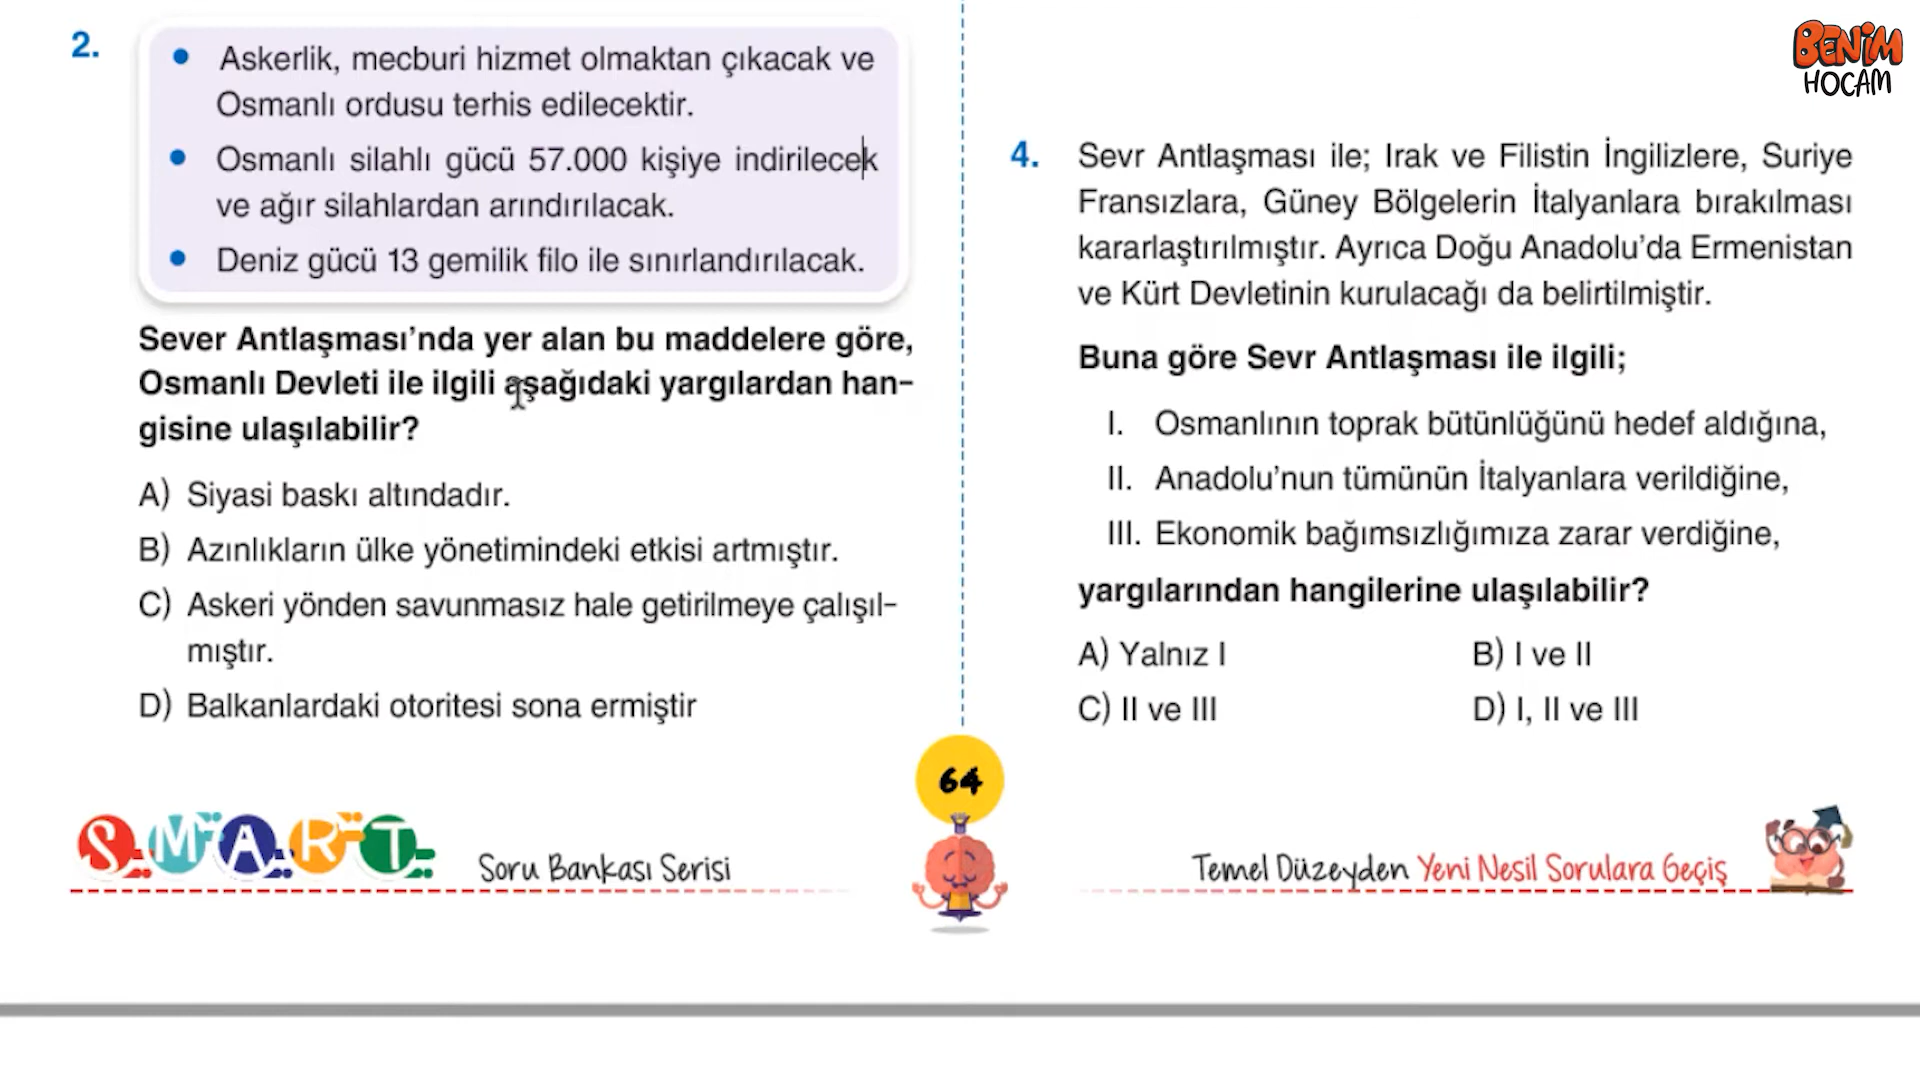 BENiM
HOCAM
2.
• Askerlik, mecburi hizmet olmaktan çıkacak ve
Osmanlı ordusu terhis edilecektir.
• Osmanlı silahlı gücü 57.000 kişiye indirilecek
ve ağır silahlardan arındırılacak.
• Deniz gücü 13 gemilik filo ile sınırlandırılacak.
Sever Antlaşması'nda yer alan bu maddelere göre,
Osmanlı Devleti ile ilgili aşağıdaki yargılardan han-
gisine ulaşılabilir?
A) Siyasi baskı altındadır.
B) Azınlıkların ülke yönetimindeki etkisi artmıştır.
C) Askeri yönden savunmasız hale getirilmeye çalışıl-
mıştır.
D) Balkanlardaki otoritesi sona ermiştir
4. Sevr Antlaşması ile; Irak ve Filistin İngilizlere, Suriye
Fransızlara, Güney Bölgelerin İtalyanlara bırakılması
kararlaştırılmıştır. Ayrıca Doğu Anadolu'da Ermenistan
ve Kürt Devletinin kurulacağı da belirtilmiştir.
Buna göre Sevr Antlaşması ile ilgili;
I. Osmanlının toprak bütünlüğünü hedef aldığına,
II. Anadolu'nun tümünün İtalyanlara verildiğine,
III. Ekonomik bağımsızlığımıza zarar verdiğine,
yargılarından hangilerine ulaşılabilir?
A) Yalnız I B) I ve II
C) II ve III D) I, II ve III
64
SMART Soru Bankası Serisi
Temel Düzeyden Yeni Nesil Sorulara Geçiş